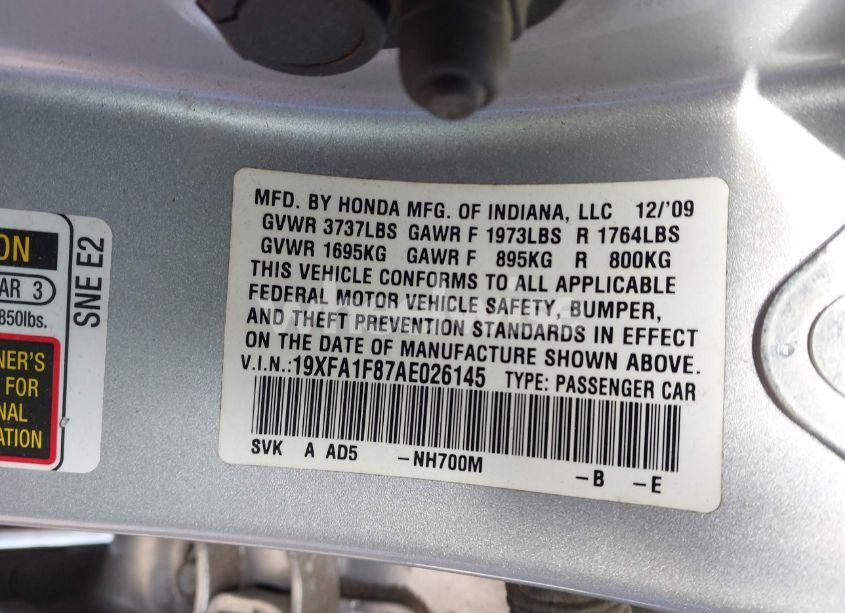 MFD. BY HONDA MFG. OF INDIANA, LLC 12/'09
GVWR 3737LBS GAWR F 1973LBS R 1764LBS
GVWR 1695KG GAWR F 895KG R 800KG
THIS VEHICLE CONFORMS TO ALL APPLICABLE
FEDERAL MOTOR VEHICLE SAFETY, BUMPER,
AND THEFT PREVENTION STANDARDS IN EFFECT
ON THE DATE OF MANUFACTURE SHOWN ABOVE.
V.I.N.:19XFA1F87AE026145 TYPE: PASSENGER CAR
SVK A AD5 -NH700M
-B -E
ON
AR 3
850lbs.
NER'S
FOR
NAL
ATION
SNE E2